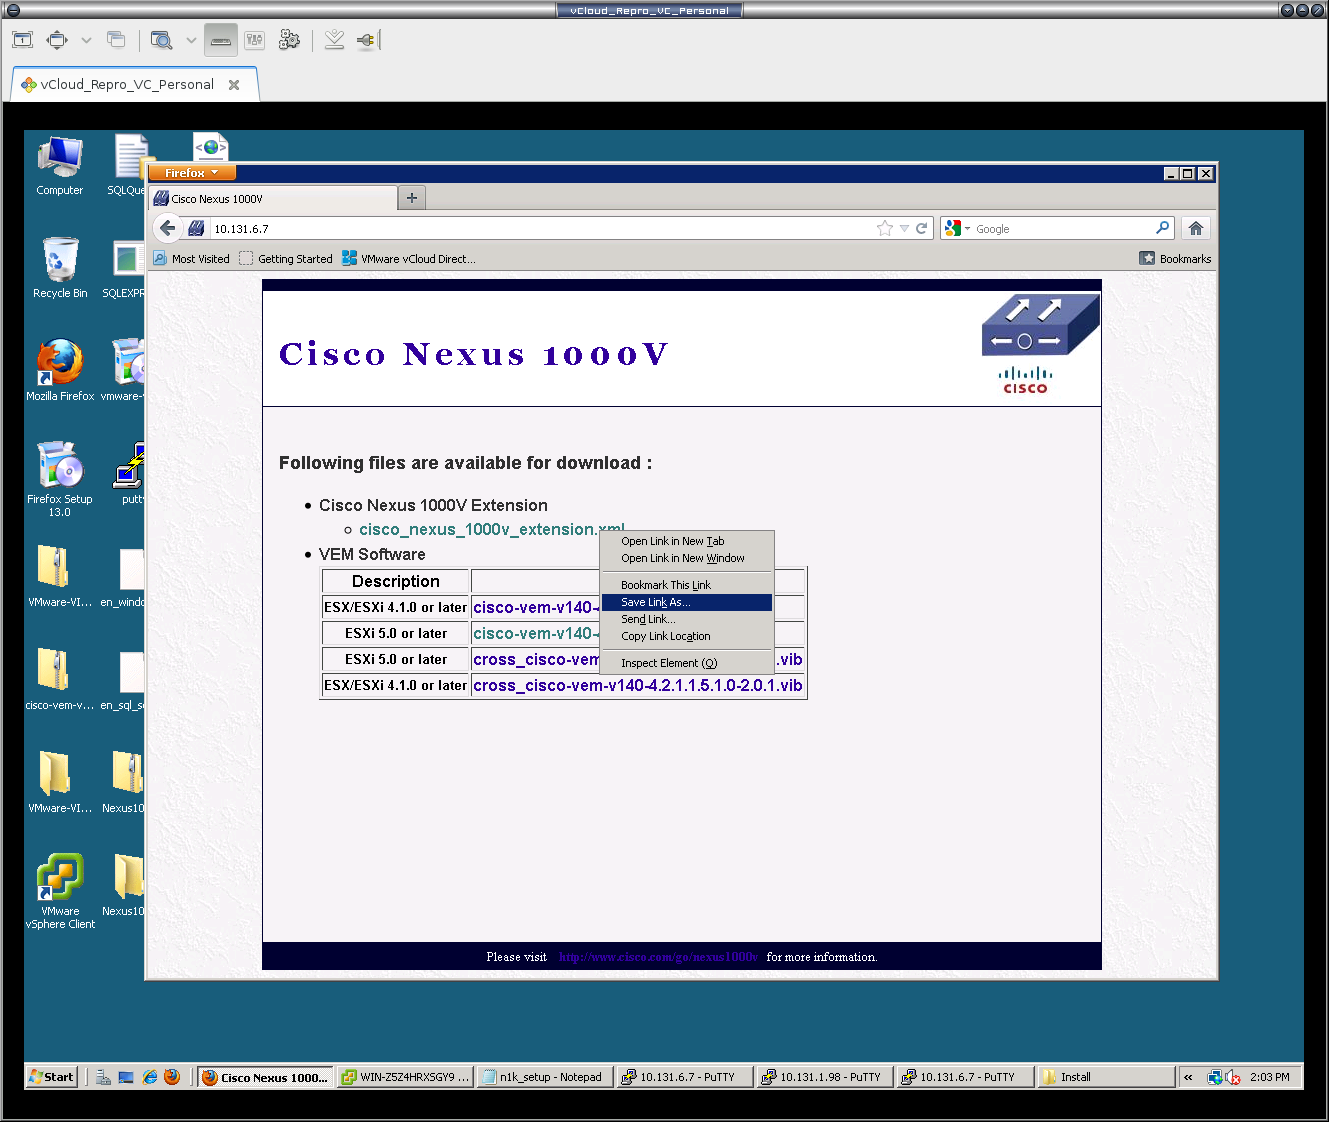 vCloud_Repro_VC_Personal
vCloud_Repro_VC_Personal
Computer
SQLQue
Recycle Bin
SQLEXPR
Mozilla Firefox
vmware-v
Firefox Setup
13.0
putty
VMware-VI...
en_windo
cisco-vem-v...
en_sql_se
VMware-VI...
Nexus10
VMware
vSphere Client
Nexus10
Firefox
Cisco Nexus 1000V
10.131.6.7
Google
Most Visited
Getting Started
VMware vCloud Direct...
Bookmarks
Cisco Nexus 1000V
CISCO
Following files are available for download :
Cisco Nexus 1000V Extension
cisco_nexus_1000v_extension.xml
VEM Software
Description
ESX/ESXi 4.1.0 or later
cisco-vem-v140-4
ESXi 5.0 or later
cisco-vem-v140-4
ESXi 5.0 or later
cross_cisco-vem
.vib
ESX/ESXi 4.1.0 or later
cross_cisco-vem-v140-4.2.1.1.5.1.0-2.0.1.vib
Open Link in New Tab
Open Link in New Window
Bookmark This Link
Save Link As...
Send Link...
Copy Link Location
Inspect Element (Q)
Please visit http://www.cisco.com/go/nexus1000v for more information.
Start
Cisco Nexus 1000...
WIN-Z5Z4HRXSGY9 ...
n1k_setup - Notepad
10.131.6.7 - PuTTY
10.131.1.98 - PuTTY
10.131.6.7 - PuTTY
Install
2:03 PM